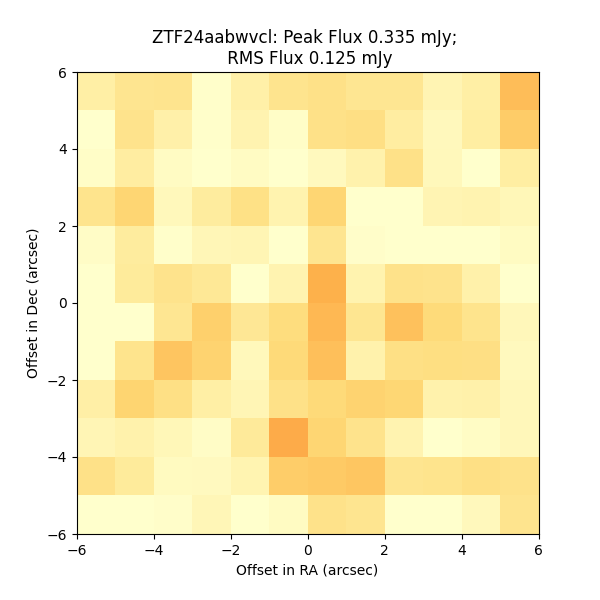 ZTF24aabwvcl: Peak Flux 0.335 mJy;
RMS Flux 0.125 mJy
6
4
2
0
−2
−4
−6
Offset in Dec (arcsec)
−6 −4 −2 0 2 4 6
Offset in RA (arcsec)